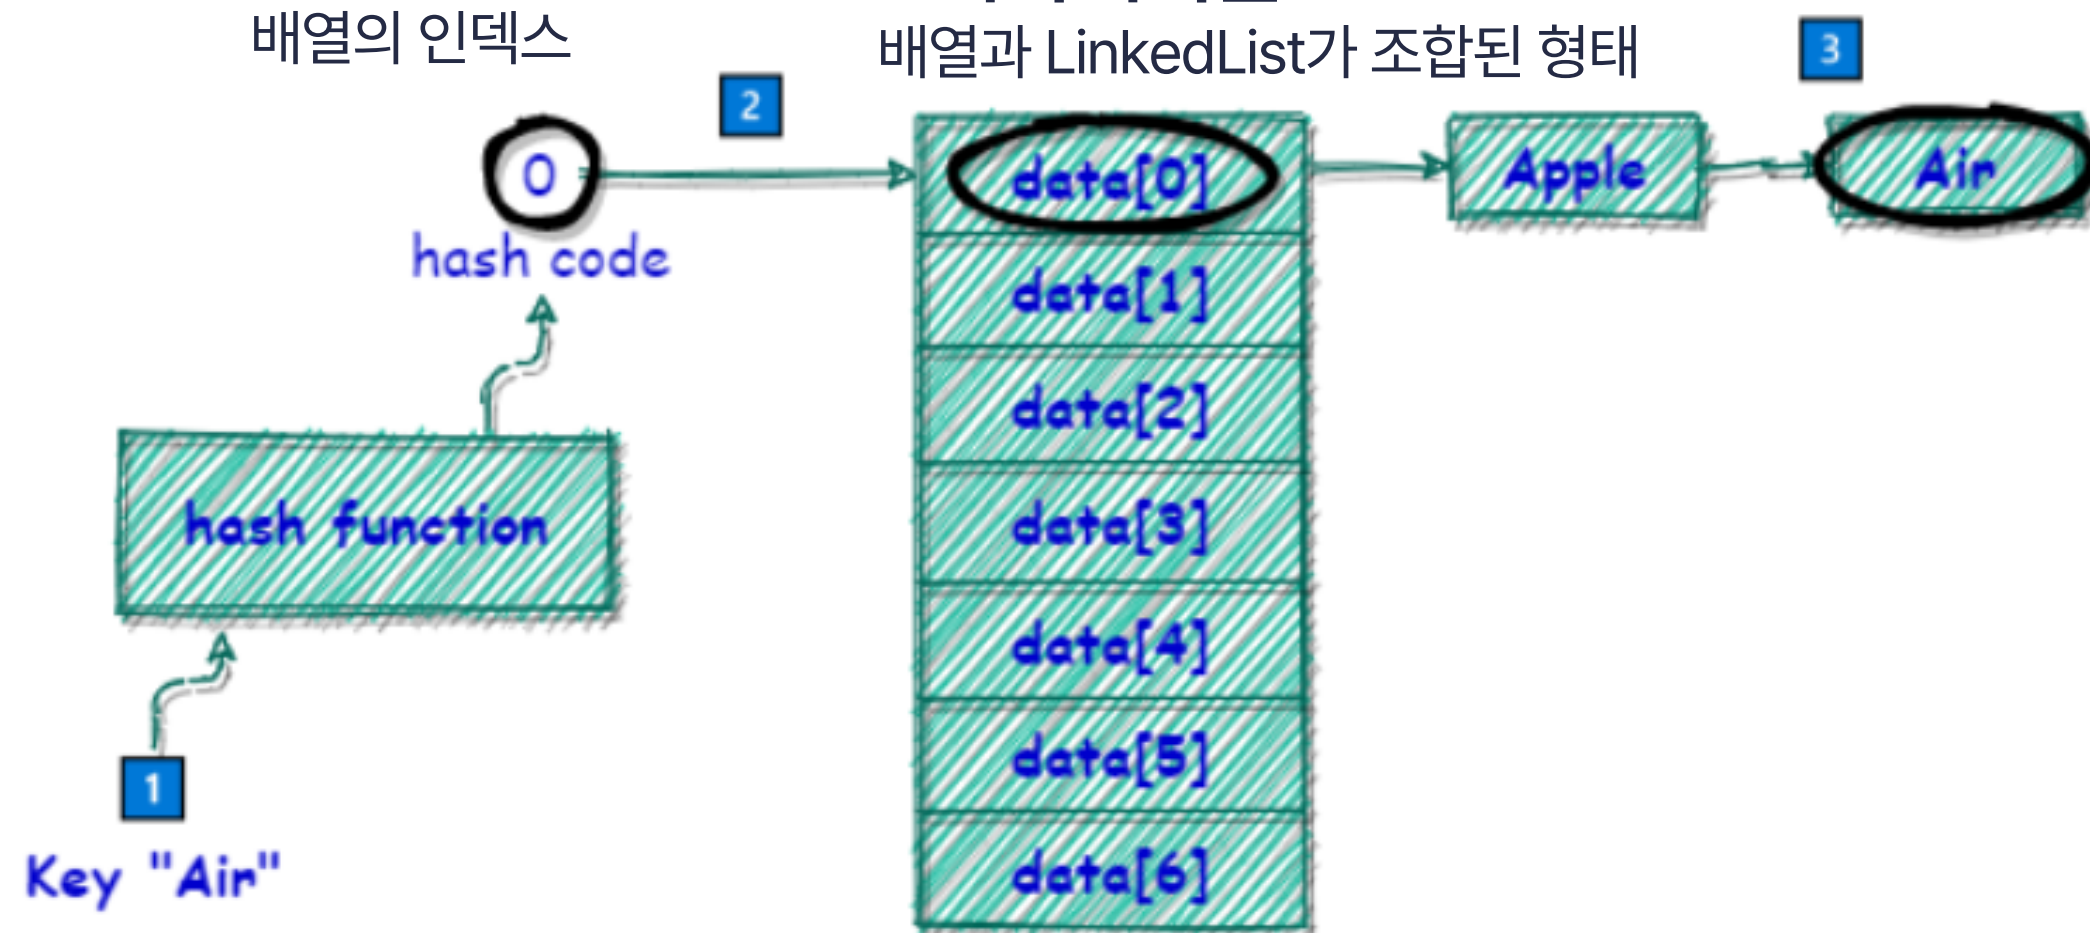 배열의 인덱스
배열과 LinkedList가 조합된 형태
3
2
0
hash code
data[0]
Apple
Air
data[1]
data[2]
data[3]
hash function
data[4]
data[5]
1
data[6]
Key "Air"